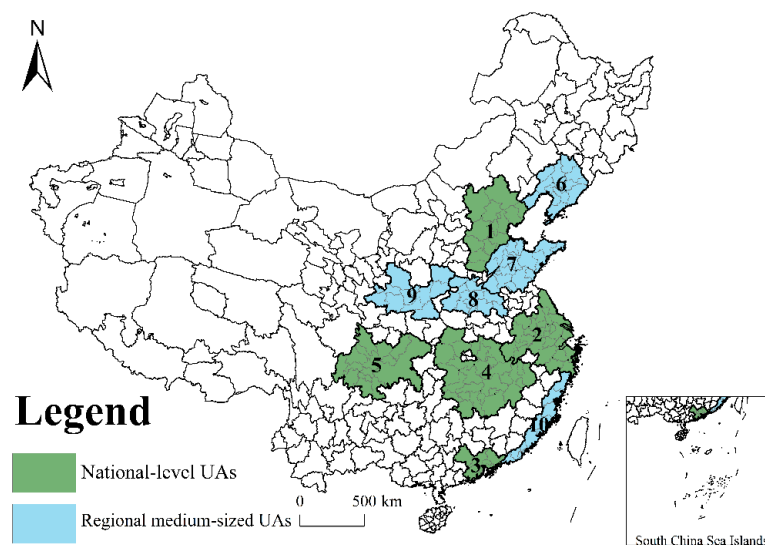 N
6
1
7
9
8
2
5
4
10
3
Legend
National-level UAs
Regional medium-sized UAs
0 500 km
South China Sea Islands